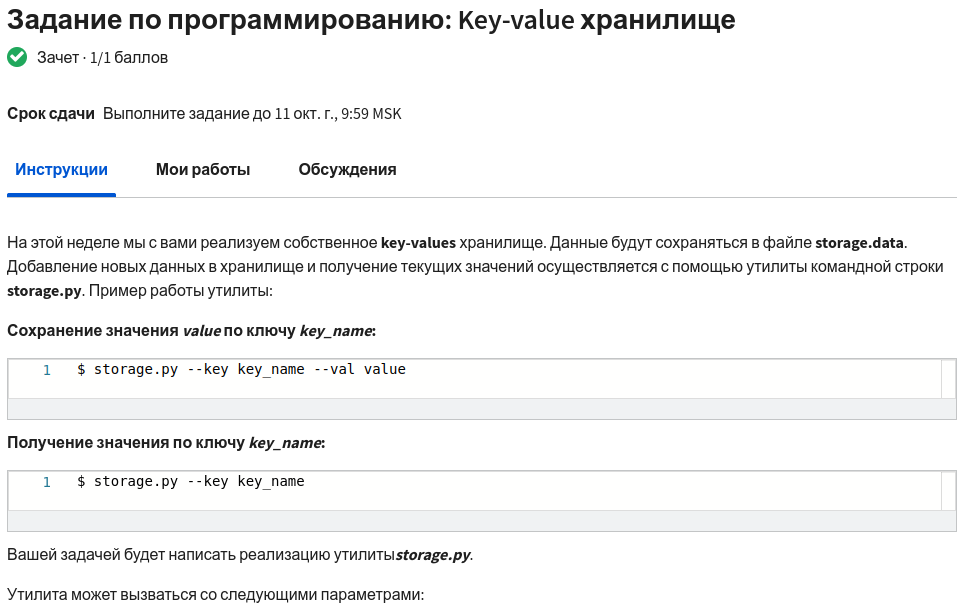 Задание по программированию: Key-value хранилище
Зачет · 1/1 баллов
Срок сдачи Выполните задание до 11 окт. г., 9:59 MSK
Инструкции Мои работы Обсуждения
На этой неделе мы с вами реализуем собственное key-values хранилище. Данные будут сохраняться в файле storage.data.
Добавление новых данных в хранилище и получение текущих значений осуществляется с помощью утилиты командной строки
storage.py. Пример работы утилиты:
Сохранение значения value по ключу key_name:
1 $ storage.py --key key_name --val value
Получение значения по ключу key_name:
1 $ storage.py --key key_name
Вашей задачей будет написать реализацию утилитыstorage.py.
Утилита может вызваться со следующими параметрами: